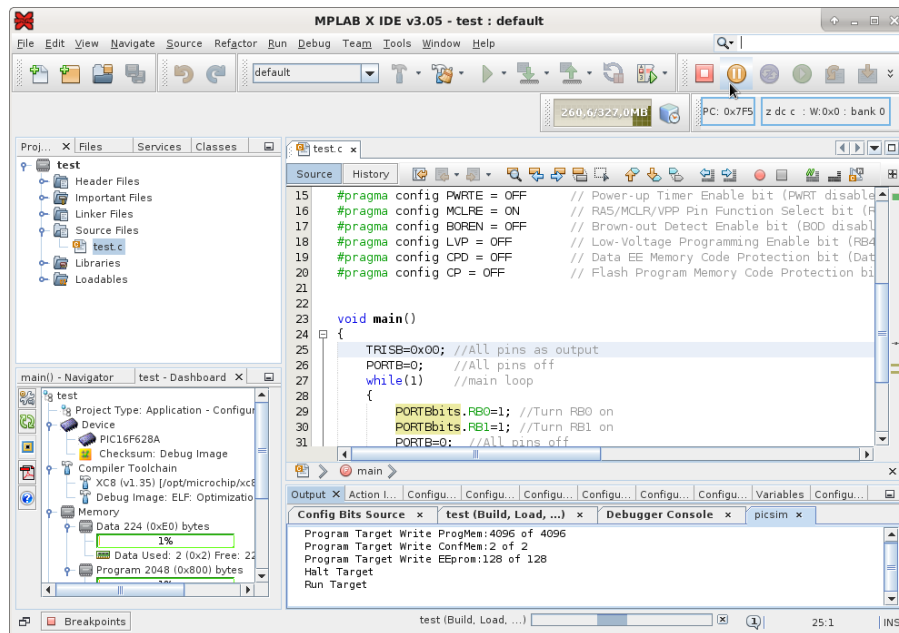 MPLAB X IDE v3.05 - test : default
File Edit View Navigate Source Refactor Run Debug Team Tools Window Help
default
260,6/327,0MB
PC: 0x7F5
z dc c : W:0x0 : bank 0
Proj... Files Services Classes
test
Header Files
Important Files
Linker Files
Source Files
test.c
Libraries
Loadables
main() - Navigator test - Dashboard
test
Project Type: Application - Configur
Device
PIC16F628A
Checksum: Debug Image
Compiler Toolchain
XC8 (v1.35) [/opt/microchip/xc8
Debug Image: ELF: Optimizatio
Memory
Data 224 (0xE0) bytes
1%
Data Used: 2 (0x2) Free: 22
Program 2048 (0x800) bytes
test.c
Source History
15 #pragma config PWRTE = OFF // Power-up Timer Enable bit (PWRT disable
16 #pragma config MCLRE = ON // RA5/MCLR/VPP Pin Function Select bit (R
17 #pragma config BOREN = OFF // Brown-out Detect Enable bit (BOD disabl
18 #pragma config LVP = OFF // Low-Voltage Programming Enable bit (RB4
19 #pragma config CPD = OFF // Data EE Memory Code Protection bit (Dat
20 #pragma config CP = OFF // Flash Program Memory Code Protection bi
21
22
23 void main()
24 {
25 TRISB=0x00; //All pins as output
26 PORTB=0; //All pins off
27 while(1) //main loop
28 {
29 PORTBbits.RB0=1; //Turn RB0 on
30 PORTBbits.RB1=1; //Turn RB1 on
31 PORTB=0; //All pins off
main
Output Action I... Configu... Configu... Configu... Configu... Configu... Configu... Variables Configu...
Config Bits Source test (Build, Load, ...) Debugger Console picsim
Program Target Write ProgMem:4096 of 4096
Program Target Write ConfMem:2 of 2
Program Target Write EEprom:128 of 128
Halt Target
Run Target
Breakpoints
test (Build, Load, ...)
25:1
INS